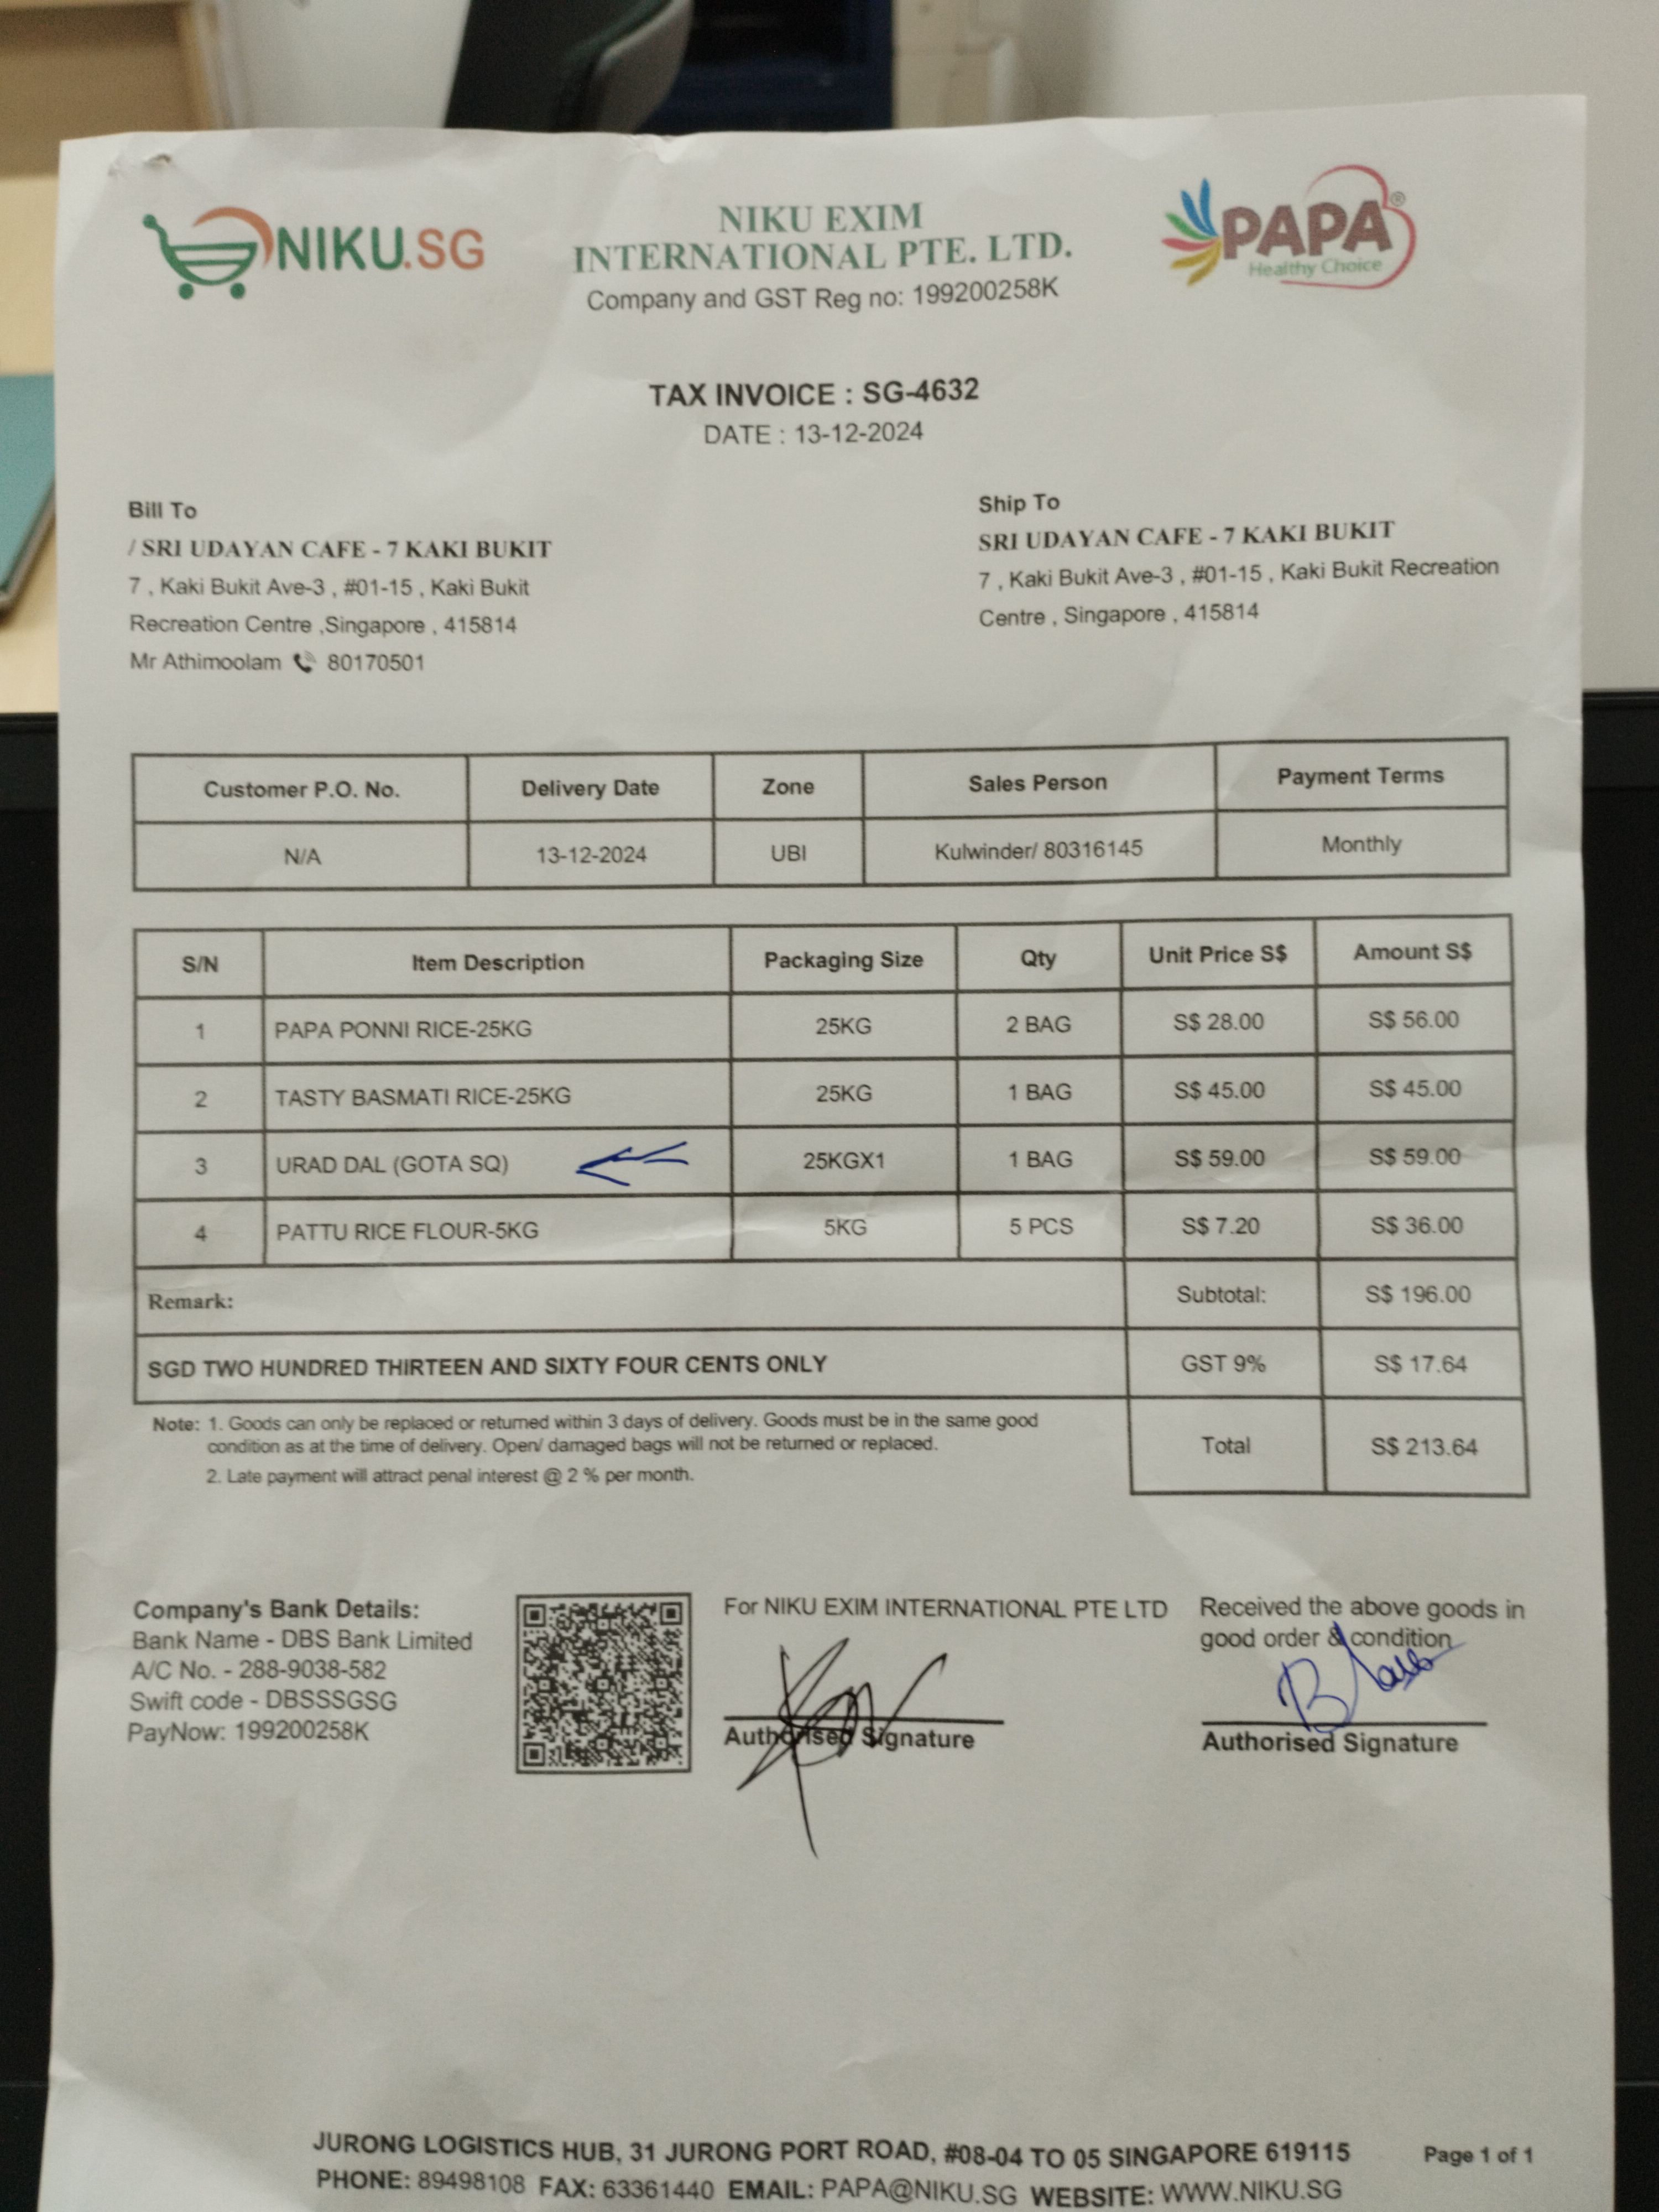 NIKU.SG
NIKU EXIM
INTERNATIONAL PTE. LTD.
Company and GST Reg no: 199200258K
PAPA®
Healthy Choice
TAX INVOICE : SG-4632
DATE : 13-12-2024
Bill To
/ SRI UDAYAN CAFE - 7 KAKI BUKIT
7 , Kaki Bukit Ave-3 , #01-15 , Kaki Bukit
Recreation Centre ,Singapore , 415814
Mr Athimoolam 80170501
Ship To
SRI UDAYAN CAFE - 7 KAKI BUKIT
7 , Kaki Bukit Ave-3 , #01-15 , Kaki Bukit Recreation
Centre , Singapore , 415814
Customer P.O. No. Delivery Date Zone Sales Person Payment Terms
N/A 13-12-2024 UBI Kulwinder/ 80316145 Monthly
S/N Item Description Packaging Size Qty Unit Price S$ Amount S$
1 PAPA PONNI RICE-25KG 25KG 2 BAG S$ 28.00 S$ 56.00
2 TASTY BASMATI RICE-25KG 25KG 1 BAG S$ 45.00 S$ 45.00
3 URAD DAL (GOTA SQ) 25KGX1 1 BAG S$ 59.00 S$ 59.00
4 PATTU RICE FLOUR-5KG 5KG 5 PCS S$ 7.20 S$ 36.00
Remark: Subtotal: S$ 196.00
SGD TWO HUNDRED THIRTEEN AND SIXTY FOUR CENTS ONLY GST 9% S$ 17.64
Note: 1. Goods can only be replaced or returned within 3 days of delivery. Goods must be in the same good
condition as at the time of delivery. Open/ damaged bags will not be returned or replaced.
2. Late payment will attract penal interest @ 2 % per month.
Total S$ 213.64
Company's Bank Details:
Bank Name - DBS Bank Limited
A/C No. - 288-9038-582
Swift code - DBSSSGSG
PayNow: 199200258K
For NIKU EXIM INTERNATIONAL PTE LTD
Authorised Signature
Received the above goods in
good order & condition
Authorised Signature
JURONG LOGISTICS HUB, 31 JURONG PORT ROAD, #08-04 TO 05 SINGAPORE 619115
Page 1 of 1
PHONE: 89498108 FAX: 63361440 EMAIL: PAPA@NIKU.SG WEBSITE: WWW.NIKU.SG